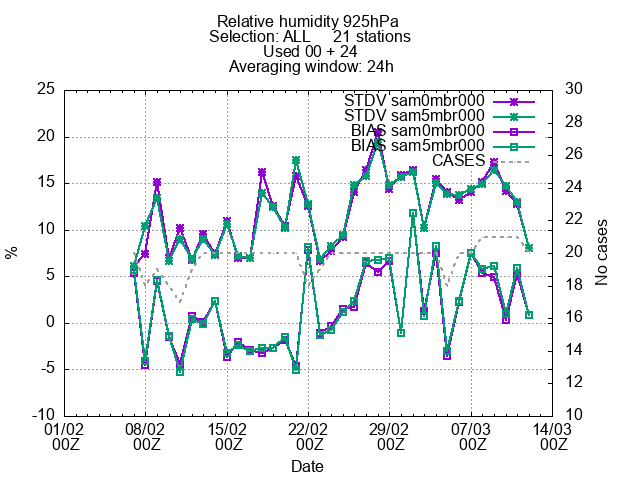 Relative humidity 925hPa
Selection: ALL 21 stations
Used 00 + 24
Averaging window: 24h
STDV sam0mbr000
STDV sam5mbr000
BIAS sam0mbr000
BIAS sam5mbr000
CASES
25
20
15
10
5
0
-5
-10
%
30
28
26
24
22
20
18
16
14
12
10
No cases
01/02 08/02 15/02 22/02 29/02 07/03 14/03
00Z 00Z 00Z 00Z 00Z 00Z 00Z
Date